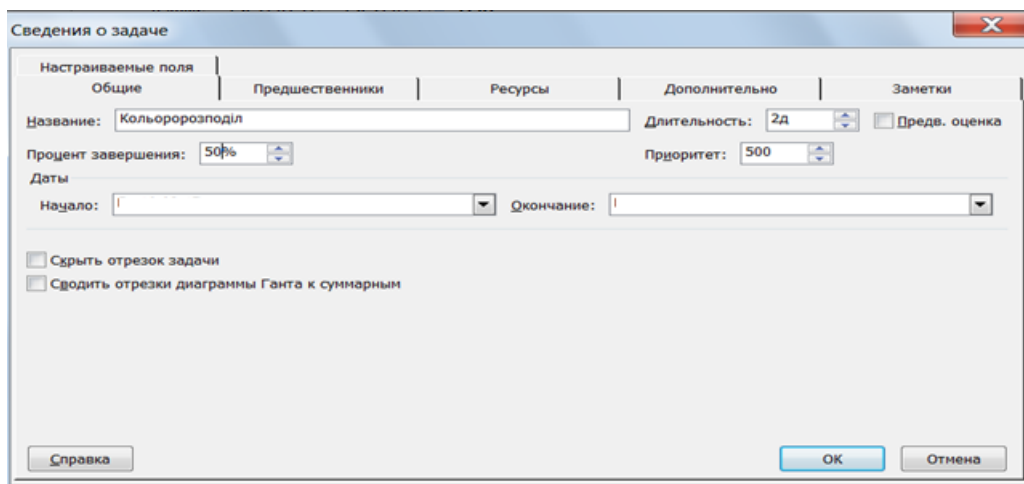 Сведения о задаче
Настраиваемые поля
Общие Предшественники Ресурсы Дополнительно Заметки
Название: Кольороророзподіл Длительность: 2д Предв. оценка
Процент завершения: 50% Приоритет: 500
Даты
Начало: Окончание:
Скрыть отрезок задачи
Сводить отрезки диаграммы Ганта к суммарным
Справка ОК Отмена